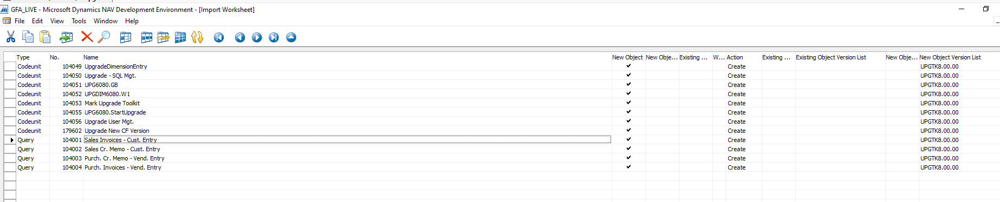 GFA_LIVE - Microsoft Dynamics NAV Development Environment - [Import Worksheet]
File Edit View Tools Window Help
Type No. Name New Object New Obje... Existing ... W... Action Existing ... Existing Object Version List New Obje... New Object Version List
Codeunit 104049 UpgradeDimensionEntry ✔ Create UPGTK8.00.00
Codeunit 104050 Upgrade - SQL Mgt. ✔ Create UPGTK8.00.00
Codeunit 104051 UPG6080.GB ✔ Create UPGTK8.00.00
Codeunit 104052 UPGDIM6080.W1 ✔ Create UPGTK8.00.00
Codeunit 104053 Mark Upgrade Toolkit ✔ Create UPGTK8.00.00
Codeunit 104055 UPG6080.StartUpgrade ✔ Create UPGTK8.00.00
Codeunit 104056 Upgrade User Mgt. ✔ Create UPGTK8.00.00
Codeunit 179602 Upgrade New CF Version ✔ Create UPGTK8.00.00
Query 104001 Sales Invoices - Cust. Entry ✔ Create UPGTK8.00.00
Query 104002 Sales Cr. Memo - Cust. Entry ✔ Create UPGTK8.00.00
Query 104003 Purch. Cr. Memo - Vend. Entry ✔ Create UPGTK8.00.00
Query 104004 Purch. Invoices - Vend. Entry ✔ Create UPGTK8.00.00